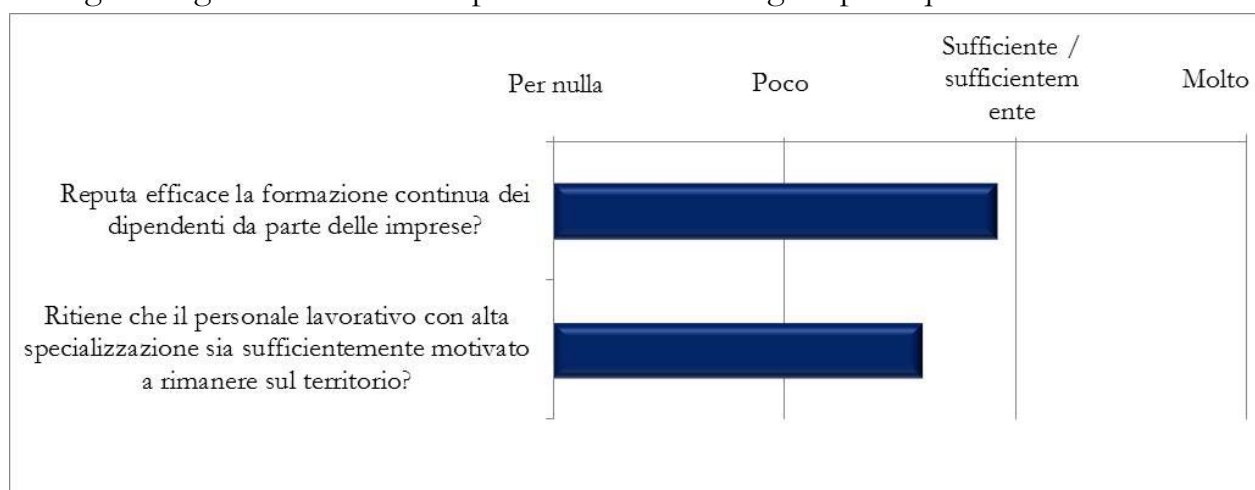 Per nulla
Poco
Sufficiente /
sufficientem
ente
Molto
Reputa efficace la formazione continua dei
dipendenti da parte delle imprese?
Ritiene che il personale lavorativo con alta
specializzazione sia sufficientemente motivato
a rimanere sul territorio?